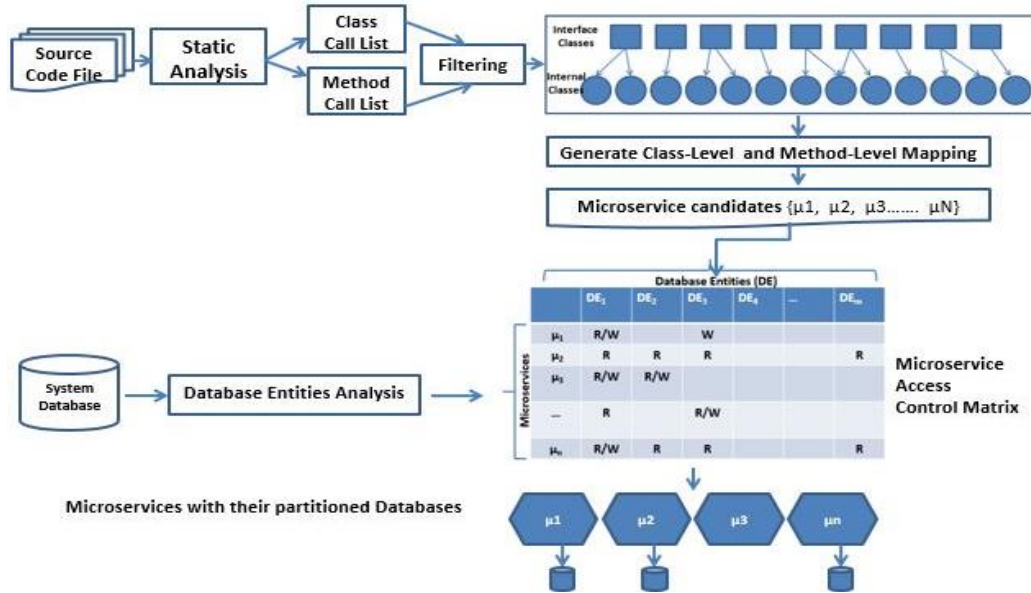 Source
Code File
Static
Analysis
Class
Call List
Method
Call List
Filtering
Interface
Classes
Internal
Classes
Generate Class-Level and Method-Level Mapping
Microservice candidates {μ1, μ2, μ3....... μN}
Database Entities (DE)
DE1 DE2 DE3 DE4 ... DEm
Microservices
μ1 R/W W
μ2 R R R R
μ3 R/W R/W
... R R/W
μn R/W R R R
Microservice
Access
Control Matrix
System
Database
Database Entities Analysis
Microservices with their partitioned Databases
μ1 μ2 μ3 μn